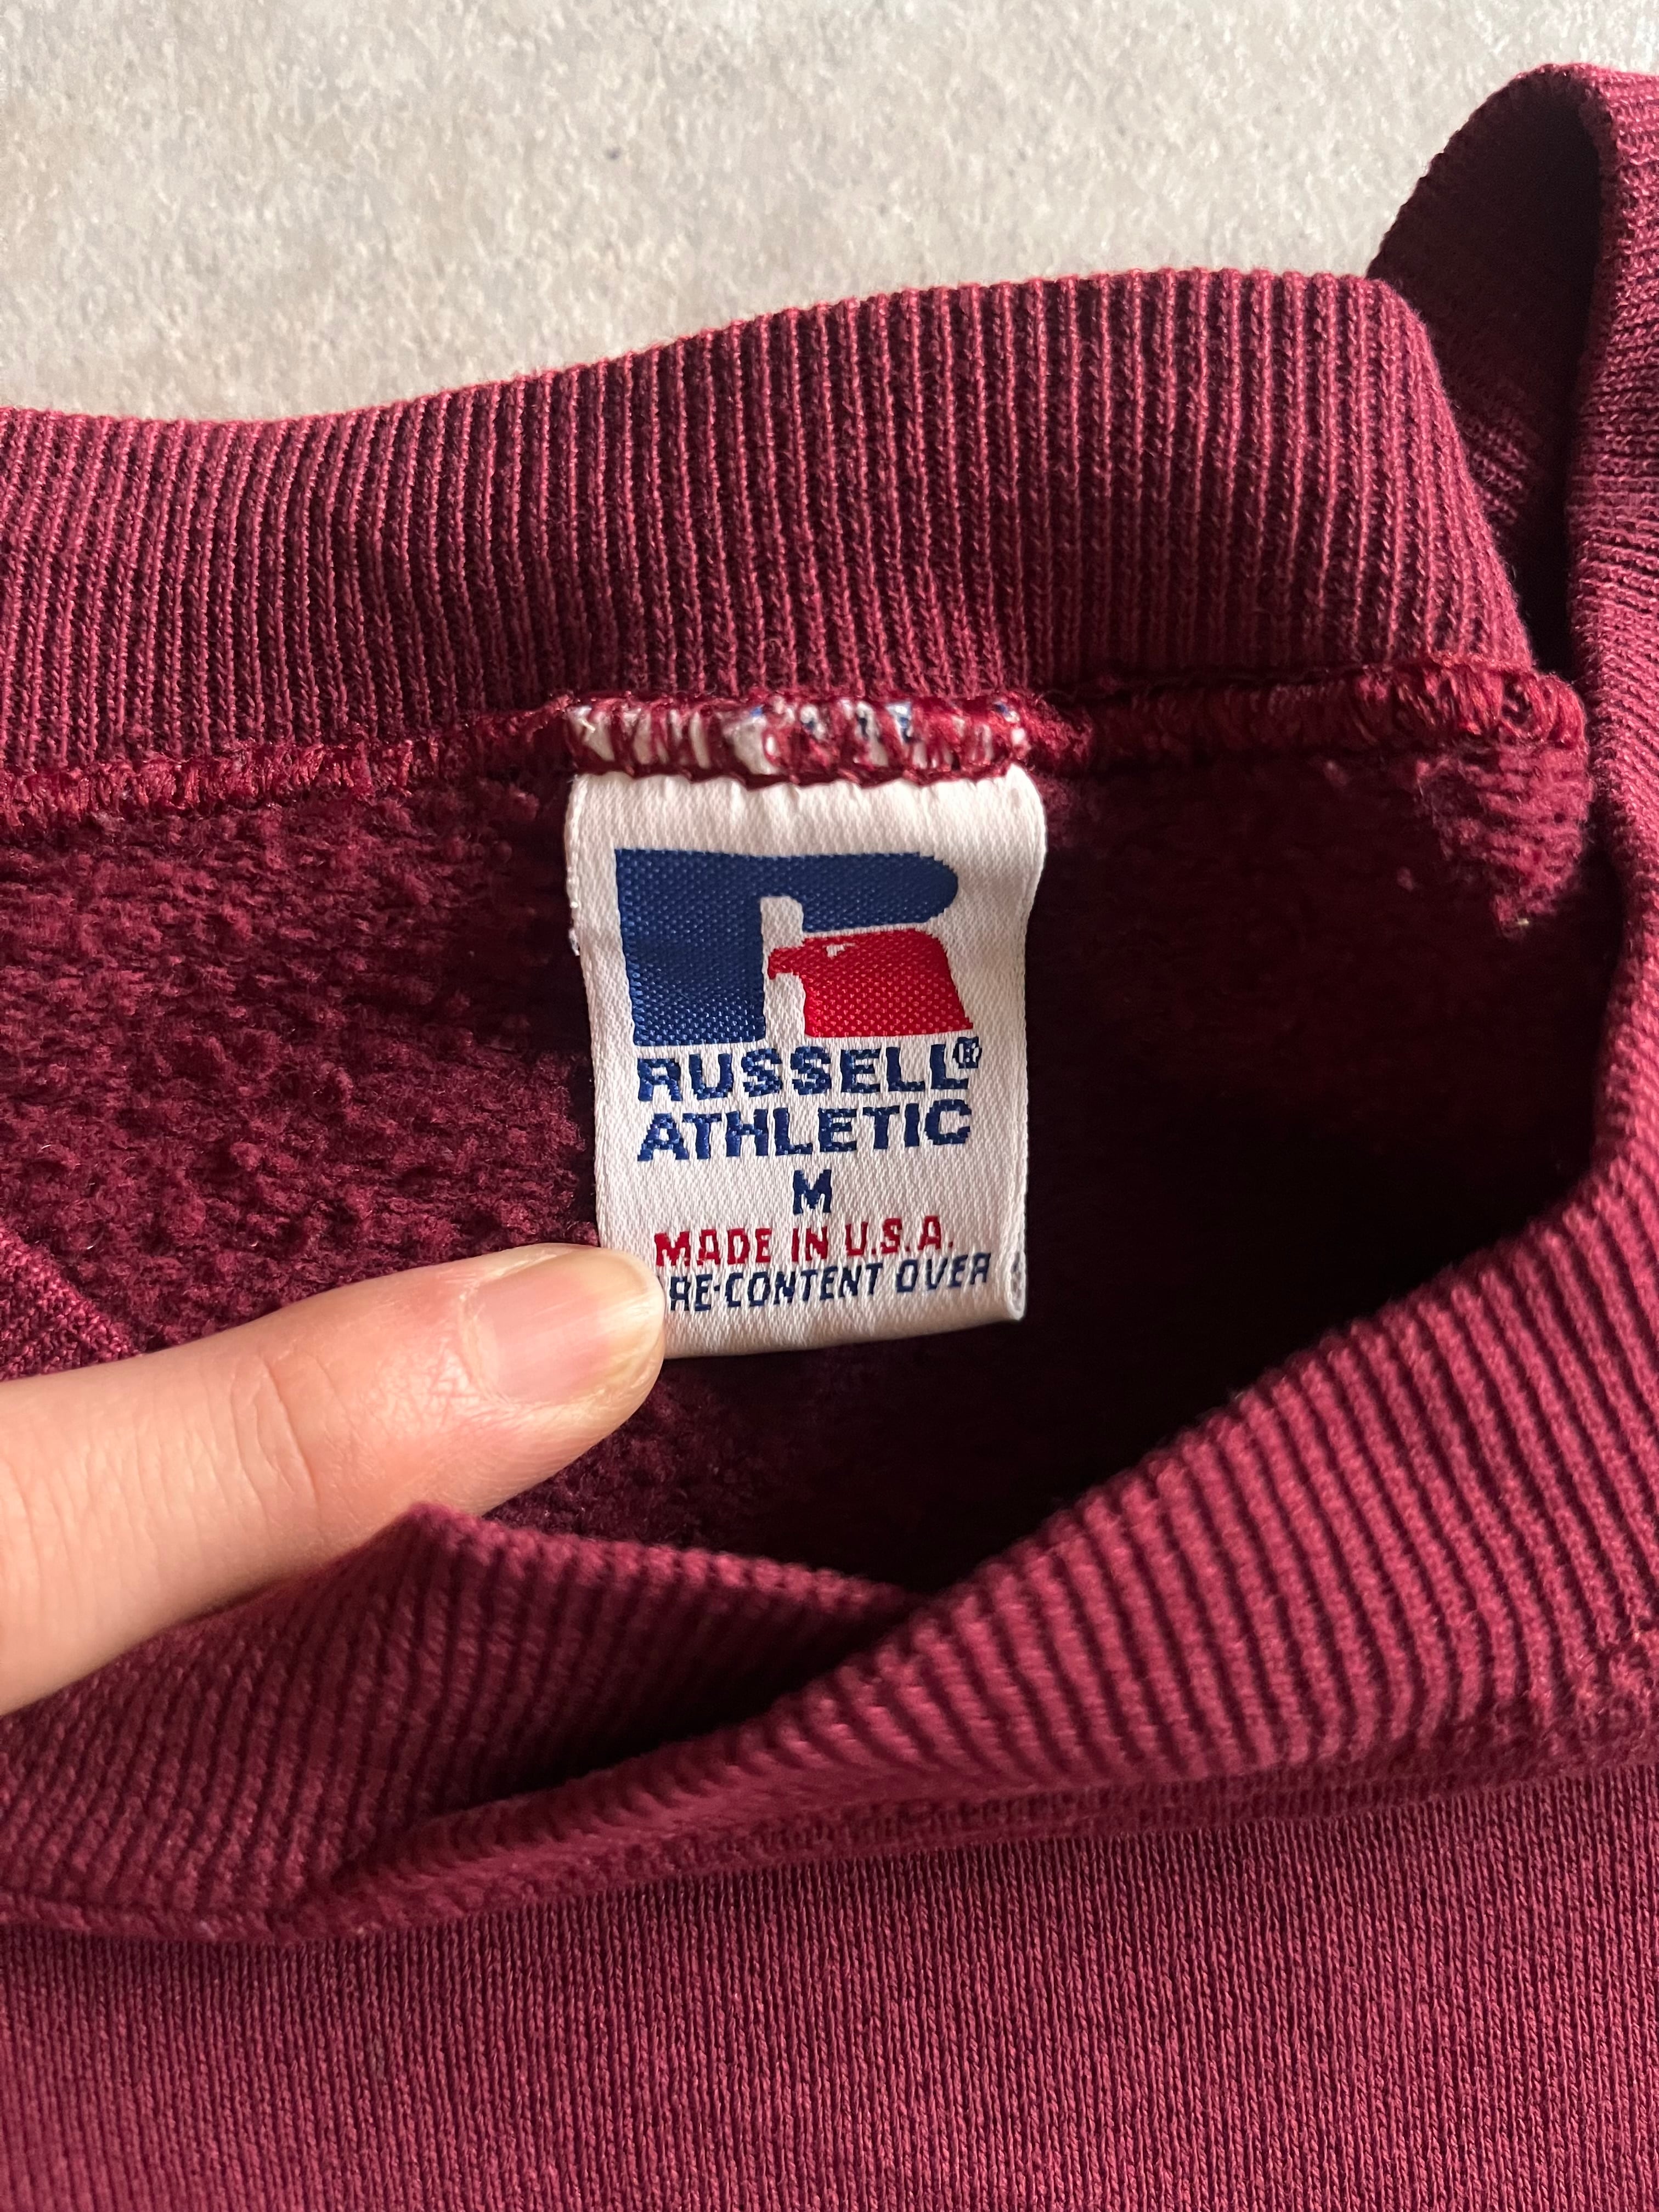 RUSSELL®
ATHLETIC
M
MADE IN U.S.A.
RE-CONTENT OVER